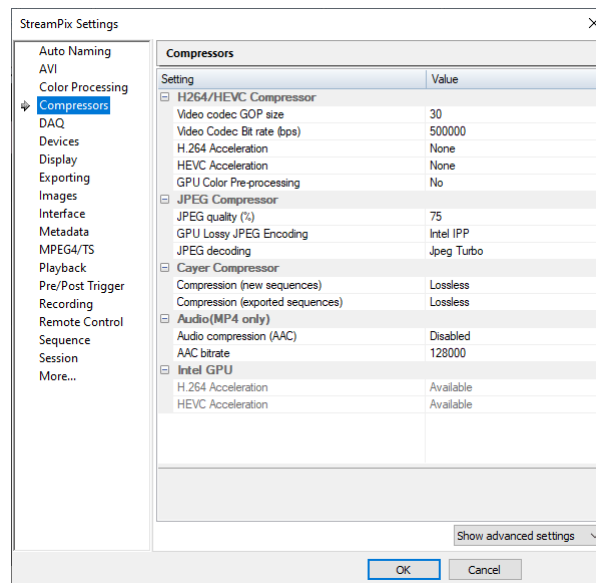 StreamPix Settings
Auto Naming
AVI
Color Processing
Compressors
DAQ
Devices
Display
Exporting
Images
Interface
Metadata
MPEG4/TS
Playback
Pre/Post Trigger
Recording
Remote Control
Sequence
Session
More...
Compressors
Setting Value
H264/HEVC Compressor
Video codec GOP size 30
Video Codec Bit rate (bps) 500000
H.264 Acceleration None
HEVC Acceleration None
GPU Color Pre-processing No
JPEG Compressor
JPEG quality (%) 75
GPU Lossy JPEG Encoding Intel IPP
JPEG decoding Jpeg Turbo
Cayer Compressor
Compression (new sequences) Lossless
Compression (exported sequences) Lossless
Audio(MP4 only)
Audio compression (AAC) Disabled
AAC bitrate 128000
Intel GPU
H.264 Acceleration Available
HEVC Acceleration Available
Show advanced settings
OK Cancel